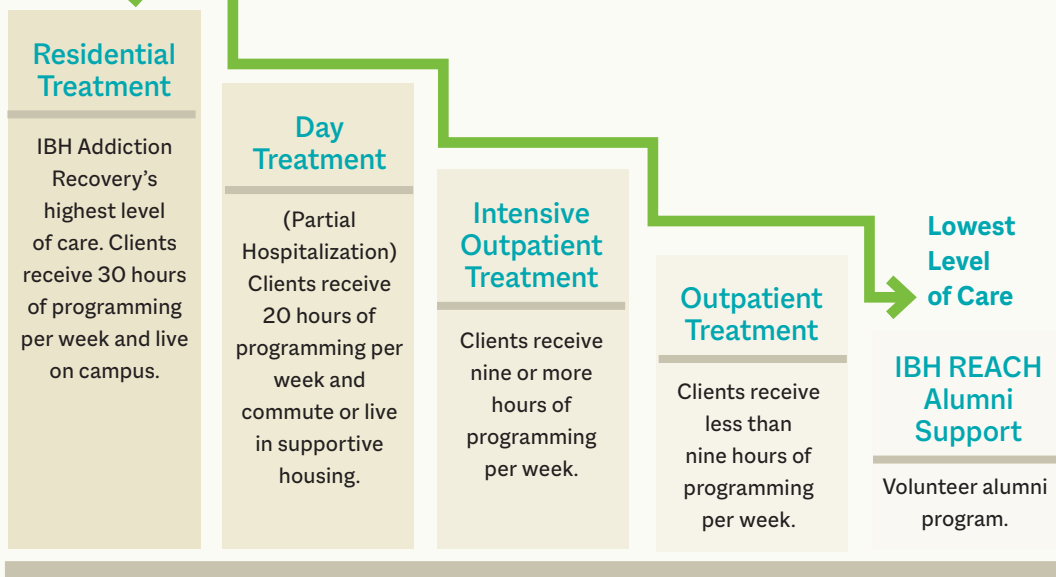 Residential
Treatment
IBH Addiction
Recovery's
highest level
of care. Clients
receive 30 hours
of programming
per week and live
on campus.
Day
Treatment
(Partial
Hospitalization)
Clients receive
20 hours of
programming per
week and
commute or live
in supportive
housing.
Intensive
Outpatient
Treatment
Clients receive
nine or more
hours of
programming
per week.
Outpatient
Treatment
Clients receive
less than
nine hours of
programming
per week.
Lowest
Level
of Care
IBH REACH
Alumni
Support
Volunteer alumni
program.